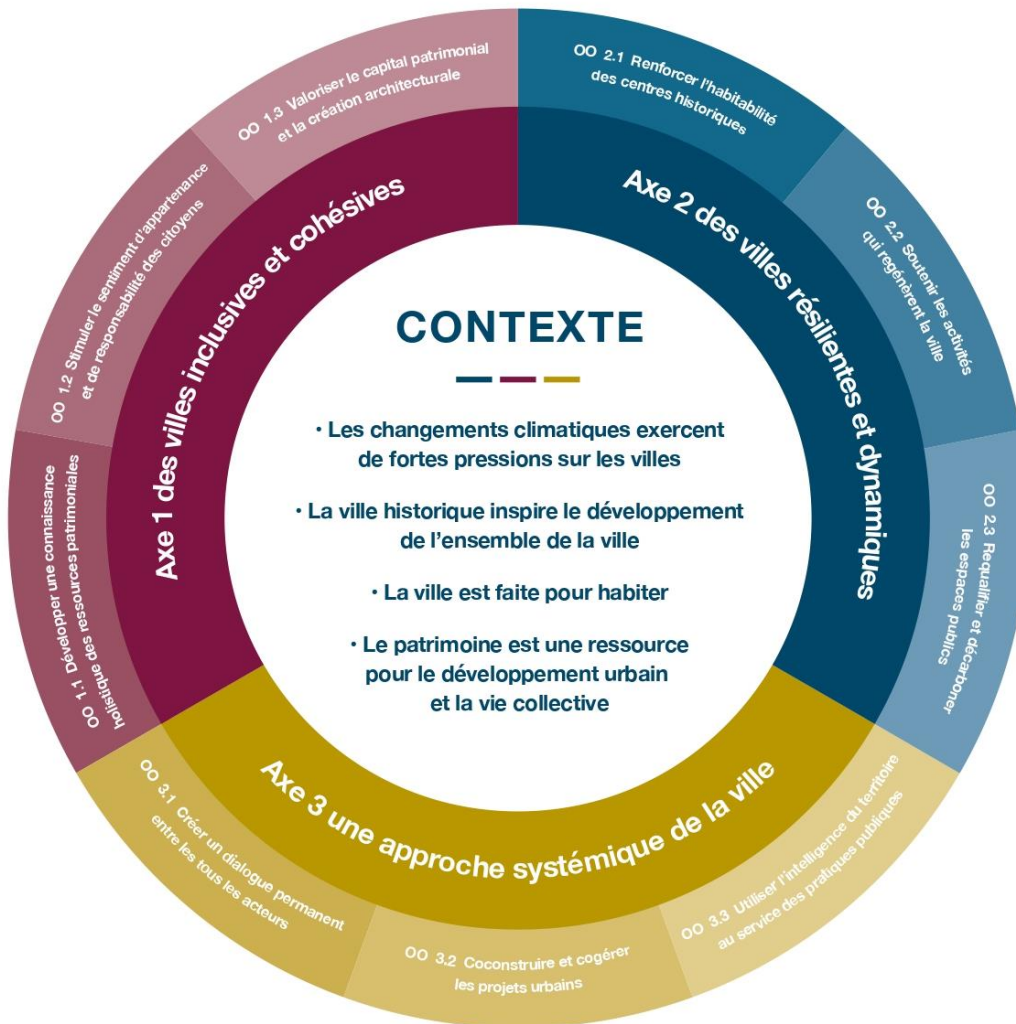 CONTEXTE
• Les changements climatiques exercent
de fortes pressions sur les villes
• La ville historique inspire le développement
de l'ensemble de la ville
• La ville est faite pour habiter
• Le patrimoine est une ressource
pour le développement urbain
et la vie collective
Axe 1 des villes inclusives et cohésives
OO 1.1 Développer une connaissance
holistique des ressources patrimoniales
OO 1.2 Stimuler le sentiment d'appartenance
et de responsabilité des citoyens
OO 1.3 Valoriser le capital patrimonial
et la création architecturale
Axe 2 des villes résilientes et dynamiques
OO 2.1 Renforcer l'habitabilité
des centres historiques
OO 2.2 Soutenir les activités
qui regénèrent la ville
OO 2.3 Requalifier et décarboner
les espaces publics
Axe 3 une approche systémique de la ville
OO 3.1 Créer un dialogue permanent
entre les tous les acteurs
OO 3.2 Coconstruire et cogérer
les projets urbains
OO 3.3 Utiliser l'intelligence du territoire
au service des pratiques publiques